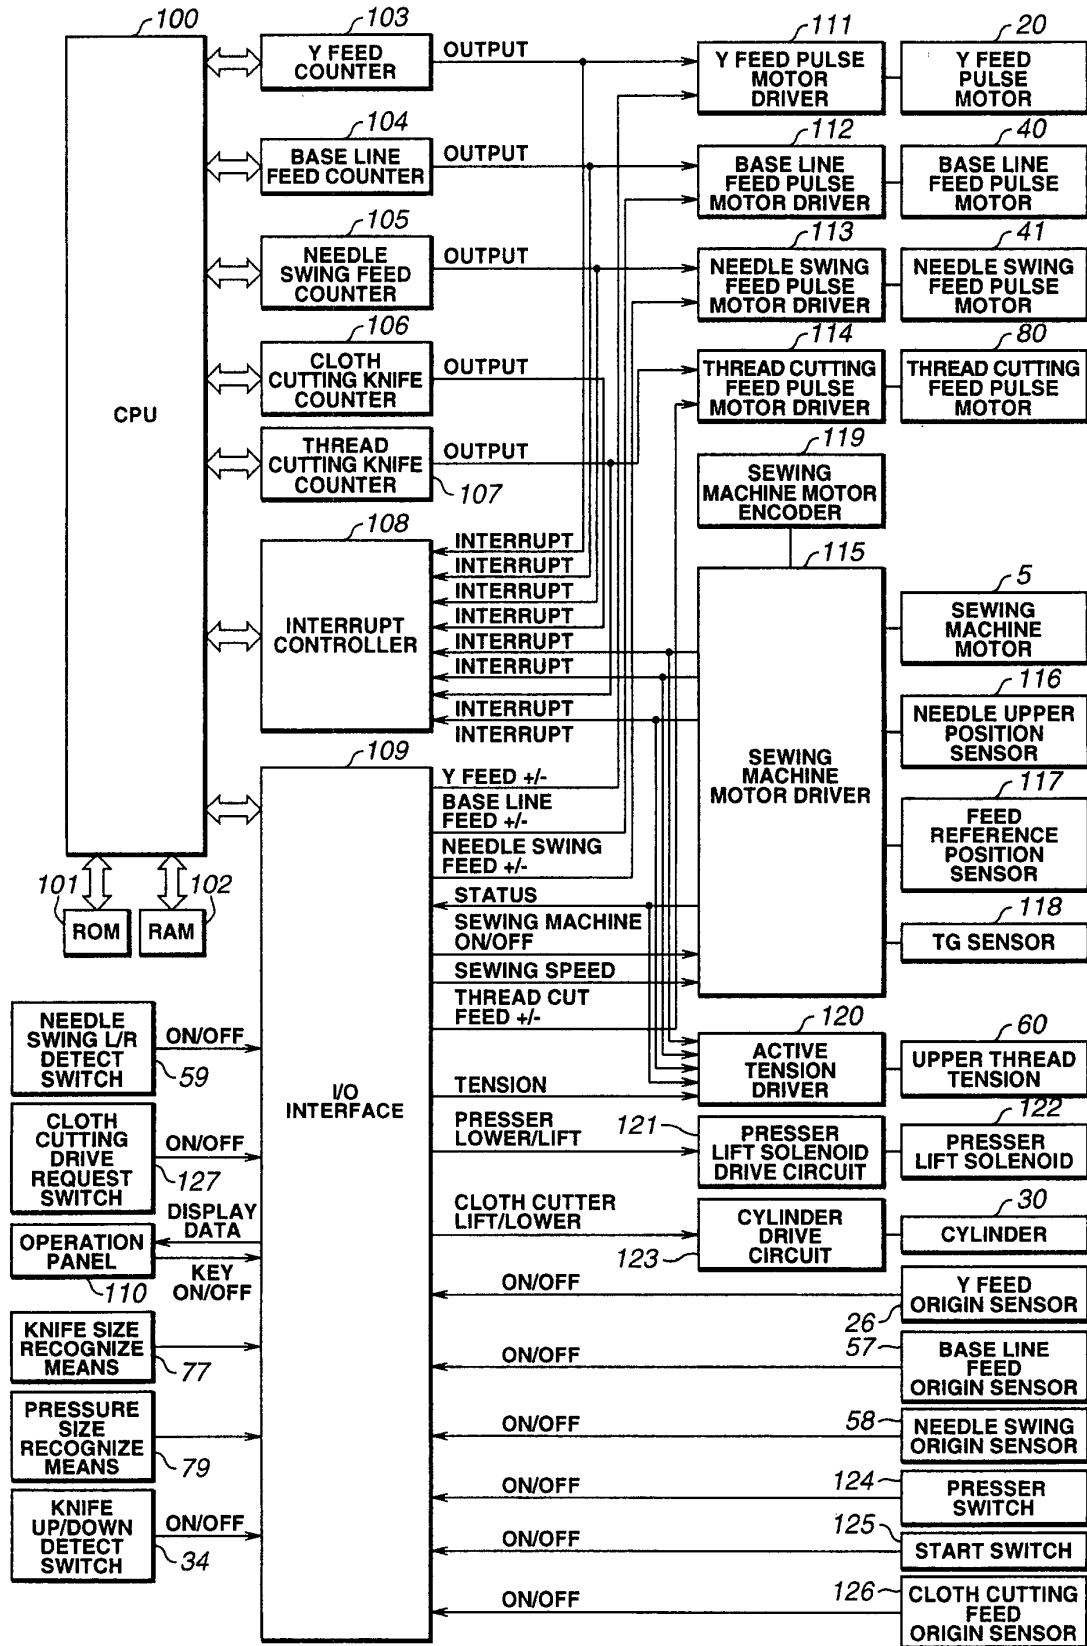 100
CPU
103
Y FEED
COUNTER
OUTPUT
111
Y FEED PULSE
MOTOR
DRIVER
20
Y FEED
PULSE
MOTOR
104
BASE LINE
FEED COUNTER
OUTPUT
112
BASE LINE
FEED PULSE
MOTOR DRIVER
40
BASE LINE
FEED PULSE
MOTOR
105
NEEDLE
SWING FEED
COUNTER
OUTPUT
113
NEEDLE SWING
FEED PULSE
MOTOR DRIVER
41
NEEDLE SWING
FEED PULSE
MOTOR
106
CLOTH
CUTTING KNIFE
COUNTER
OUTPUT
114
THREAD CUTTING
FEED PULSE
MOTOR DRIVER
80
THREAD CUTTING
FEED PULSE
MOTOR
THREAD
CUTTING KNIFE
COUNTER
107
OUTPUT
119
SEWING
MACHINE MOTOR
ENCODER
108
INTERRUPT
CONTROLLER
INTERRUPT
INTERRUPT
INTERRUPT
INTERRUPT
INTERRUPT
INTERRUPT
INTERRUPT
INTERRUPT
115
SEWING
MACHINE
MOTOR DRIVER
5
SEWING
MACHINE
MOTOR
116
NEEDLE UPPER
POSITION
SENSOR
117
FEED
REFERENCE
POSITION
SENSOR
118
TG SENSOR
101
ROM
102
RAM
109
I/O
INTERFACE
Y FEED +/-
BASE LINE
FEED +/-
NEEDLE SWING
FEED +/-
STATUS
SEWING MACHINE
ON/OFF
SEWING SPEED
THREAD CUT
FEED +/-
TENSION
PRESSER
LOWER/LIFT
CLOTH CUTTER
LIFT/LOWER
120
ACTIVE
TENSION
DRIVER
60
UPPER THREAD
TENSION
121
PRESSER
LIFT SOLENOID
DRIVE CIRCUIT
122
PRESSER
LIFT SOLENOID
123
CYLINDER
DRIVE
CIRCUIT
30
CYLINDER
NEEDLE
SWING L/R
DETECT
SWITCH
59
ON/OFF
CLOTH
CUTTING
DRIVE
REQUEST
SWITCH
127
ON/OFF
DISPLAY
DATA
OPERATION
PANEL
110
KEY
ON/OFF
KNIFE SIZE
RECOGNIZE
MEANS
77
PRESSURE
SIZE
RECOGNIZE
MEANS
79
KNIFE
UP/DOWN
DETECT
SWITCH
34
ON/OFF
ON/OFF
Y FEED
ORIGIN SENSOR
26
ON/OFF
57
BASE LINE
FEED
ORIGIN SENSOR
ON/OFF
58
NEEDLE SWING
ORIGIN SENSOR
ON/OFF
124
PRESSER
SWITCH
ON/OFF
125
START SWITCH
ON/OFF
126
CLOTH CUTTING
FEED
ORIGIN SENSOR